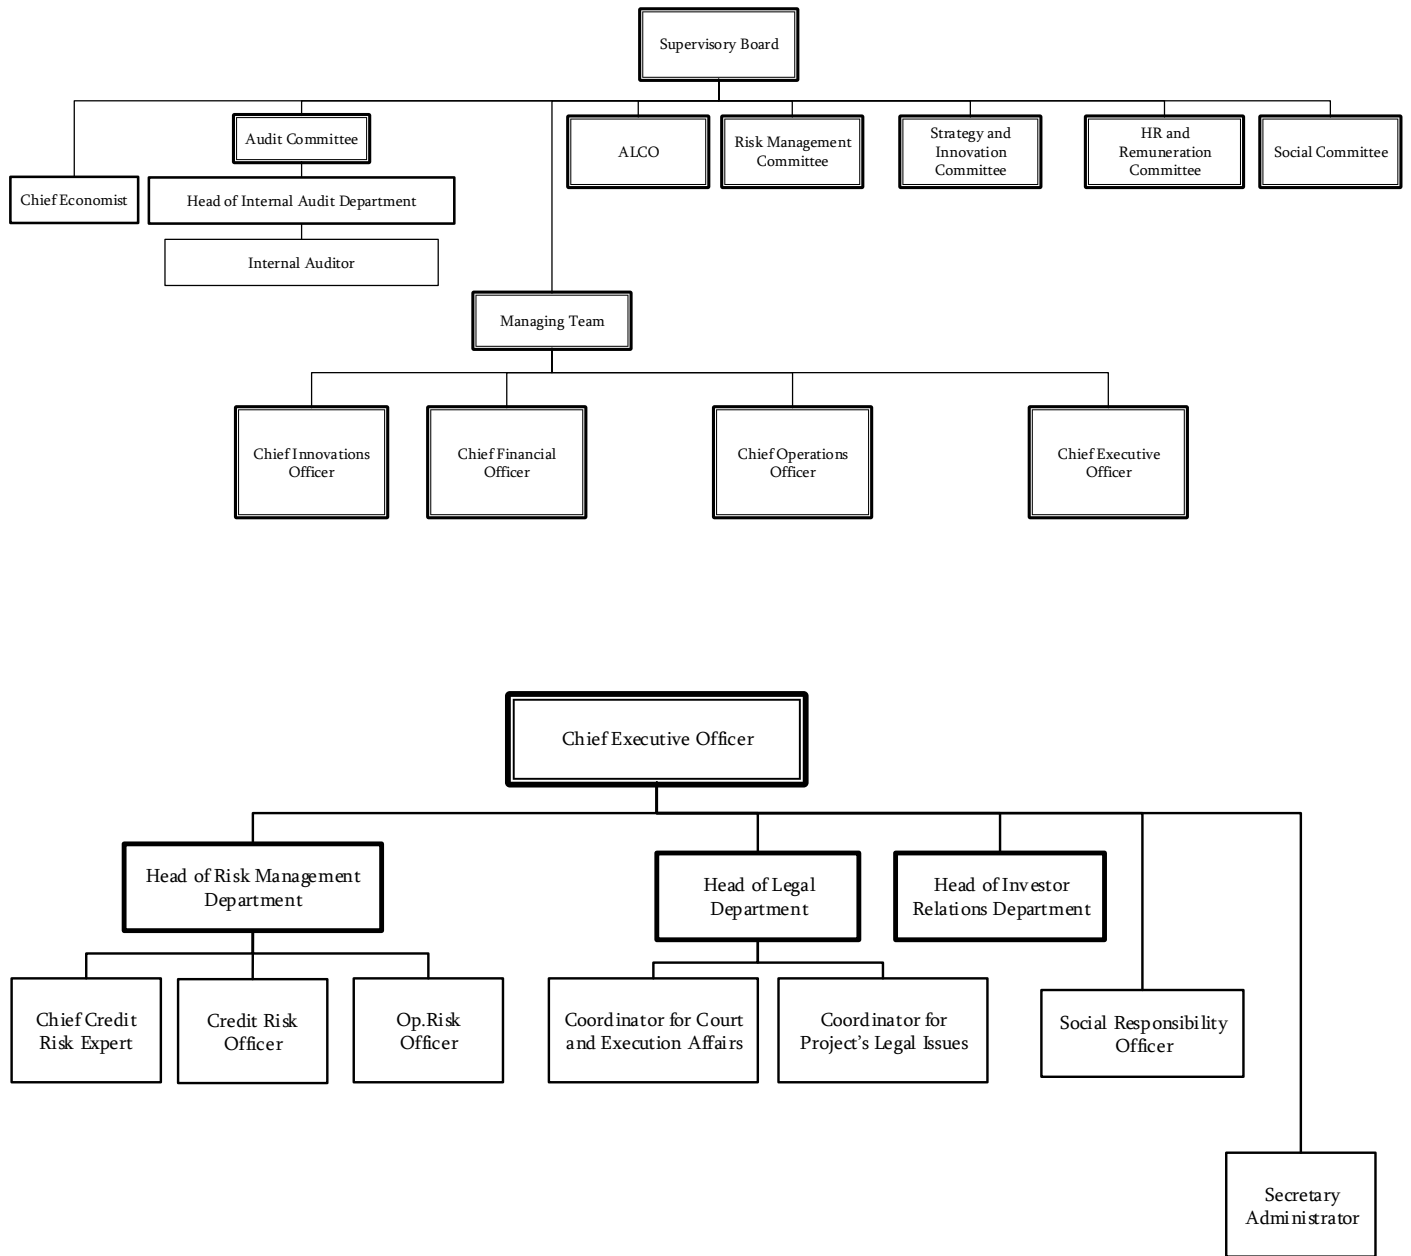 Supervisory Board
Audit Committee
ALCO
Risk Management
Committee
Strategy and
Innovation
Committee
HR and
Remuneration
Committee
Social Committee
Chief Economist
Head of Internal Audit Department
Internal Auditor
Managing Team
Chief Innovations
Officer
Chief Financial
Officer
Chief Operations
Officer
Chief Executive
Officer
Chief Executive Officer
Head of Risk Management
Department
Head of Legal
Department
Head of Investor
Relations Department
Chief Credit
Risk Expert
Credit Risk
Officer
Op.Risk
Officer
Coordinator for Court
and Execution Affairs
Coordinator for
Project’s Legal Issues
Social Responsibility
Officer
Secretary
Administrator